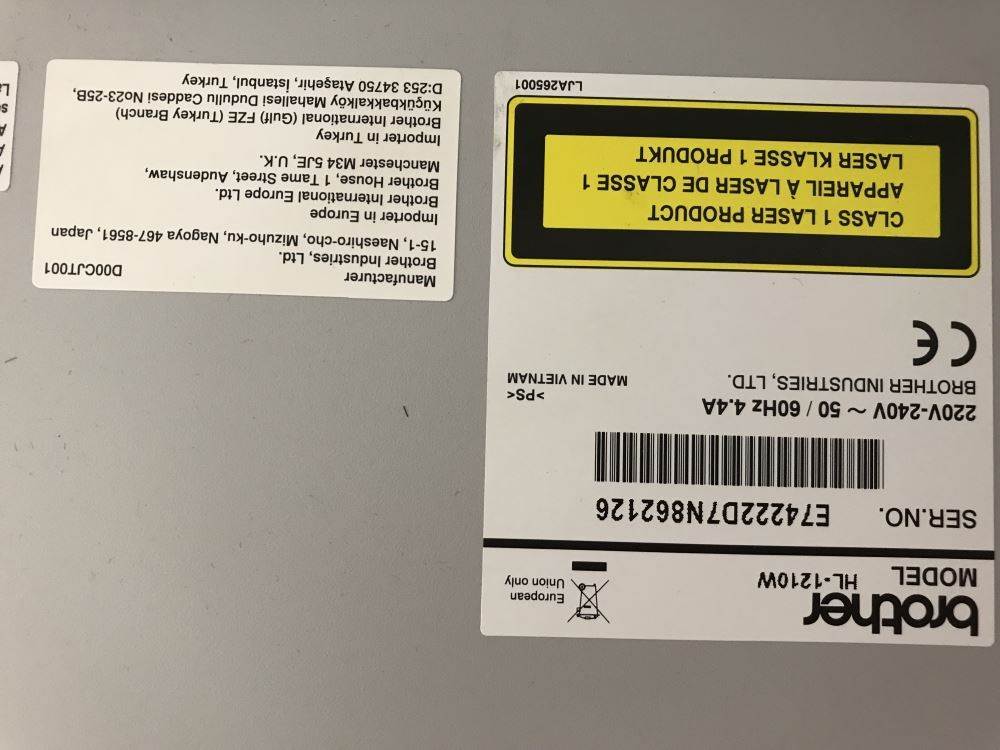 brother
MODEL HL-1210W
European
Union only
SER.NO. E74222D7N862126
220V-240V ~ 50 / 60Hz 4.4A
BROTHER INDUSTRIES, LTD.
>PS<
MADE IN VIETNAM
CE
CLASS 1 LASER PRODUCT
APPAREIL À LASER DE CLASSE 1
LASER KLASSE 1 PRODUKT
LJA265001
Manufacturer
D00CJT001
Brother Industries, Ltd.
15-1, Naeshiro-cho, Mizuho-ku, Nagoya 467-8561, Japan
Importer in Europe
Brother International Europe Ltd.
Brother House, 1 Tame Street, Audenshaw,
Manchester M34 5JE, U.K.
Importer in Turkey
Brother International (Gulf) FZE (Turkey Branch)
Küçükbakkalköy Mahallesi Dudullu Caddesi No23-25B,
D:253 34750 Ataşehir, İstanbul, Turkey